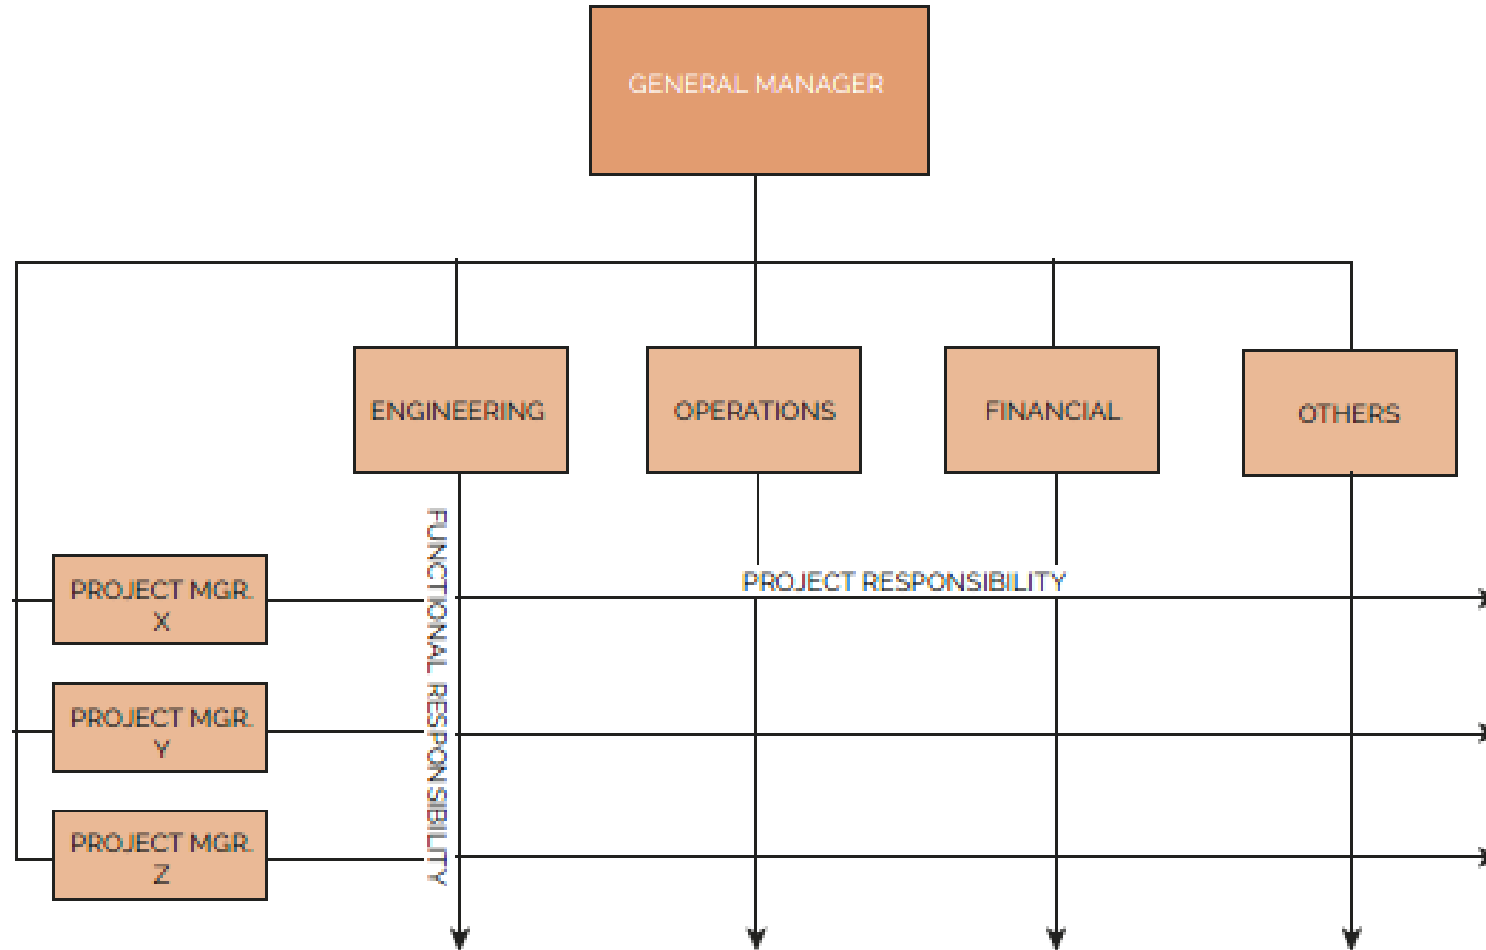 GENERAL MANAGER
ENGINEERING
OPERATIONS
FINANCIAL
OTHERS
FUNCTIONAL RESPONSIBILITY
PROJECT RESPONSIBILITY
PROJECT MGR.
X
PROJECT MGR.
Y
PROJECT MGR.
Z